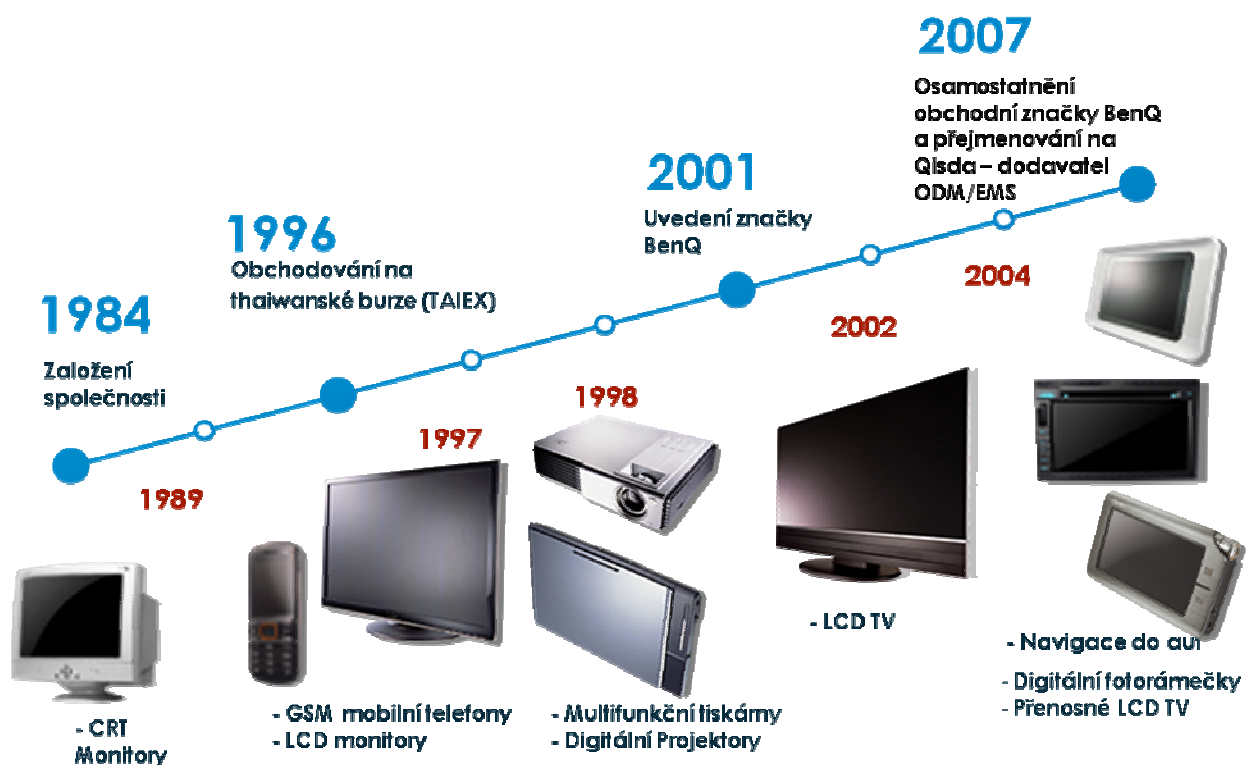 2007
Osamostatnění
obchodní značky BenQ
a přejmenování na
Qisda – dodavatel
ODM/EMS
2001
Uvedení značky
BenQ
1996
Obchodování na
thaiwanské burze (TAIEX)
1984
Založení
společnosti
2004
2002
1998
1997
1989
- CRT
Monitory
- GSM mobilní telefony
- LCD monitory
- Multifunkční tiskárny
- Digitální Projektory
- LCD TV
- Navigace do aut
- Digitální fotorámečky
- Přenosné LCD TV